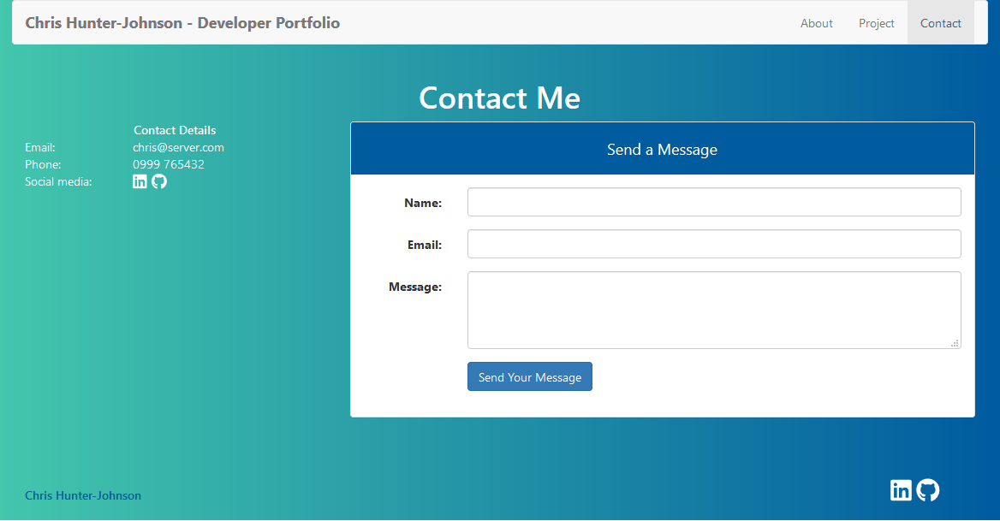 Chris Hunter-Johnson - Developer Portfolio
About Project Contact
Contact Me
Contact Details
Email: chris@server.com
Phone: 0999 765432
Social media:
Send a Message
Name:
Email:
Message:
Send Your Message
Chris Hunter-Johnson